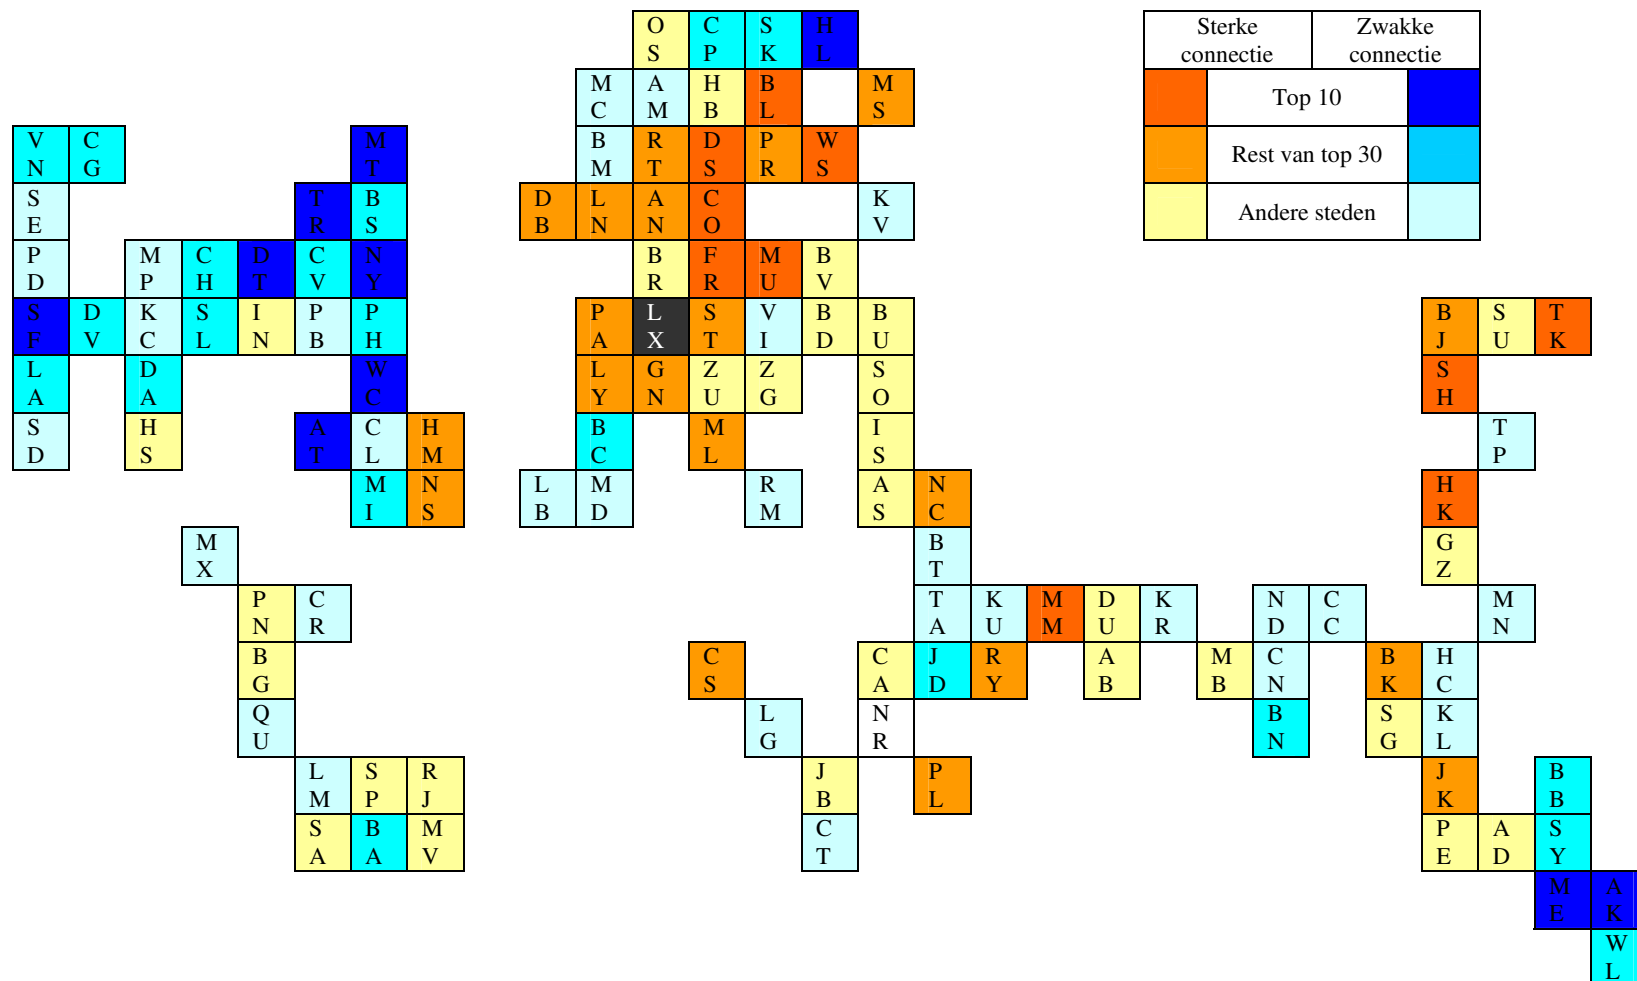 O C S H Sterke Zwakke
S P K L connectie connectie
M A H B M
Top 10
C M B L S
V C M B R D P W
Rest van top 30
N G T M T S R S
S T B D L A C K
Andere steden
E R S B N N O V
P M C D C N B F M B
D P H T V Y R R U V
S D K S I P P P L S V B B B S T
F V C L N B H A X T I D U J U K
L D W L G Z Z S S
A A C Y N U G O H
S H A C H B M I T
D S T L M C L S P
M N L M R A N H
I S B D M S C K
M B G
X T Z
P C T K M D K N C M
N R A U M U R D C N
B C C J R A M C B H
G S A D Y B B N K C
Q L N B S K
U G R N G L
L S R J P J B
M P J B L K B
S B M C P A S
A A V T E D Y
M A
E K
W
L